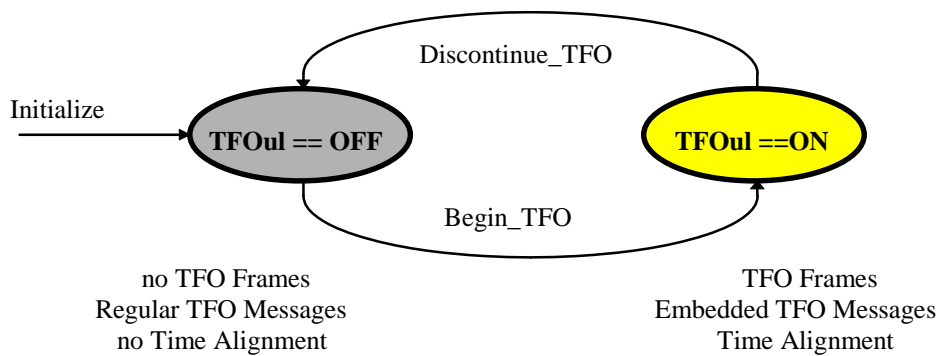 Discontinue_TFO
Initialize
TFOul == OFF
TFOul ==ON
Begin_TFO
no TFO Frames
Regular TFO Messages
no Time Alignment
TFO Frames
Embedded TFO Messages
Time Alignment